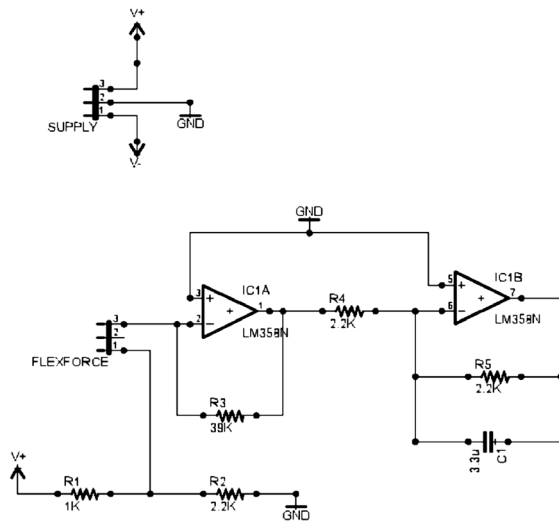 V+
3
2
1
SUPPLY
GND
V-
GND
IC1A
3
2
1
LM358N
R4
2.2K
IC1B
5
6
7
LM358N
3
2
1
FLEXFORCE
R3
39K
R5
2.2K
3.3u
C1
V+
R1
1K
R2
2.2K
GND